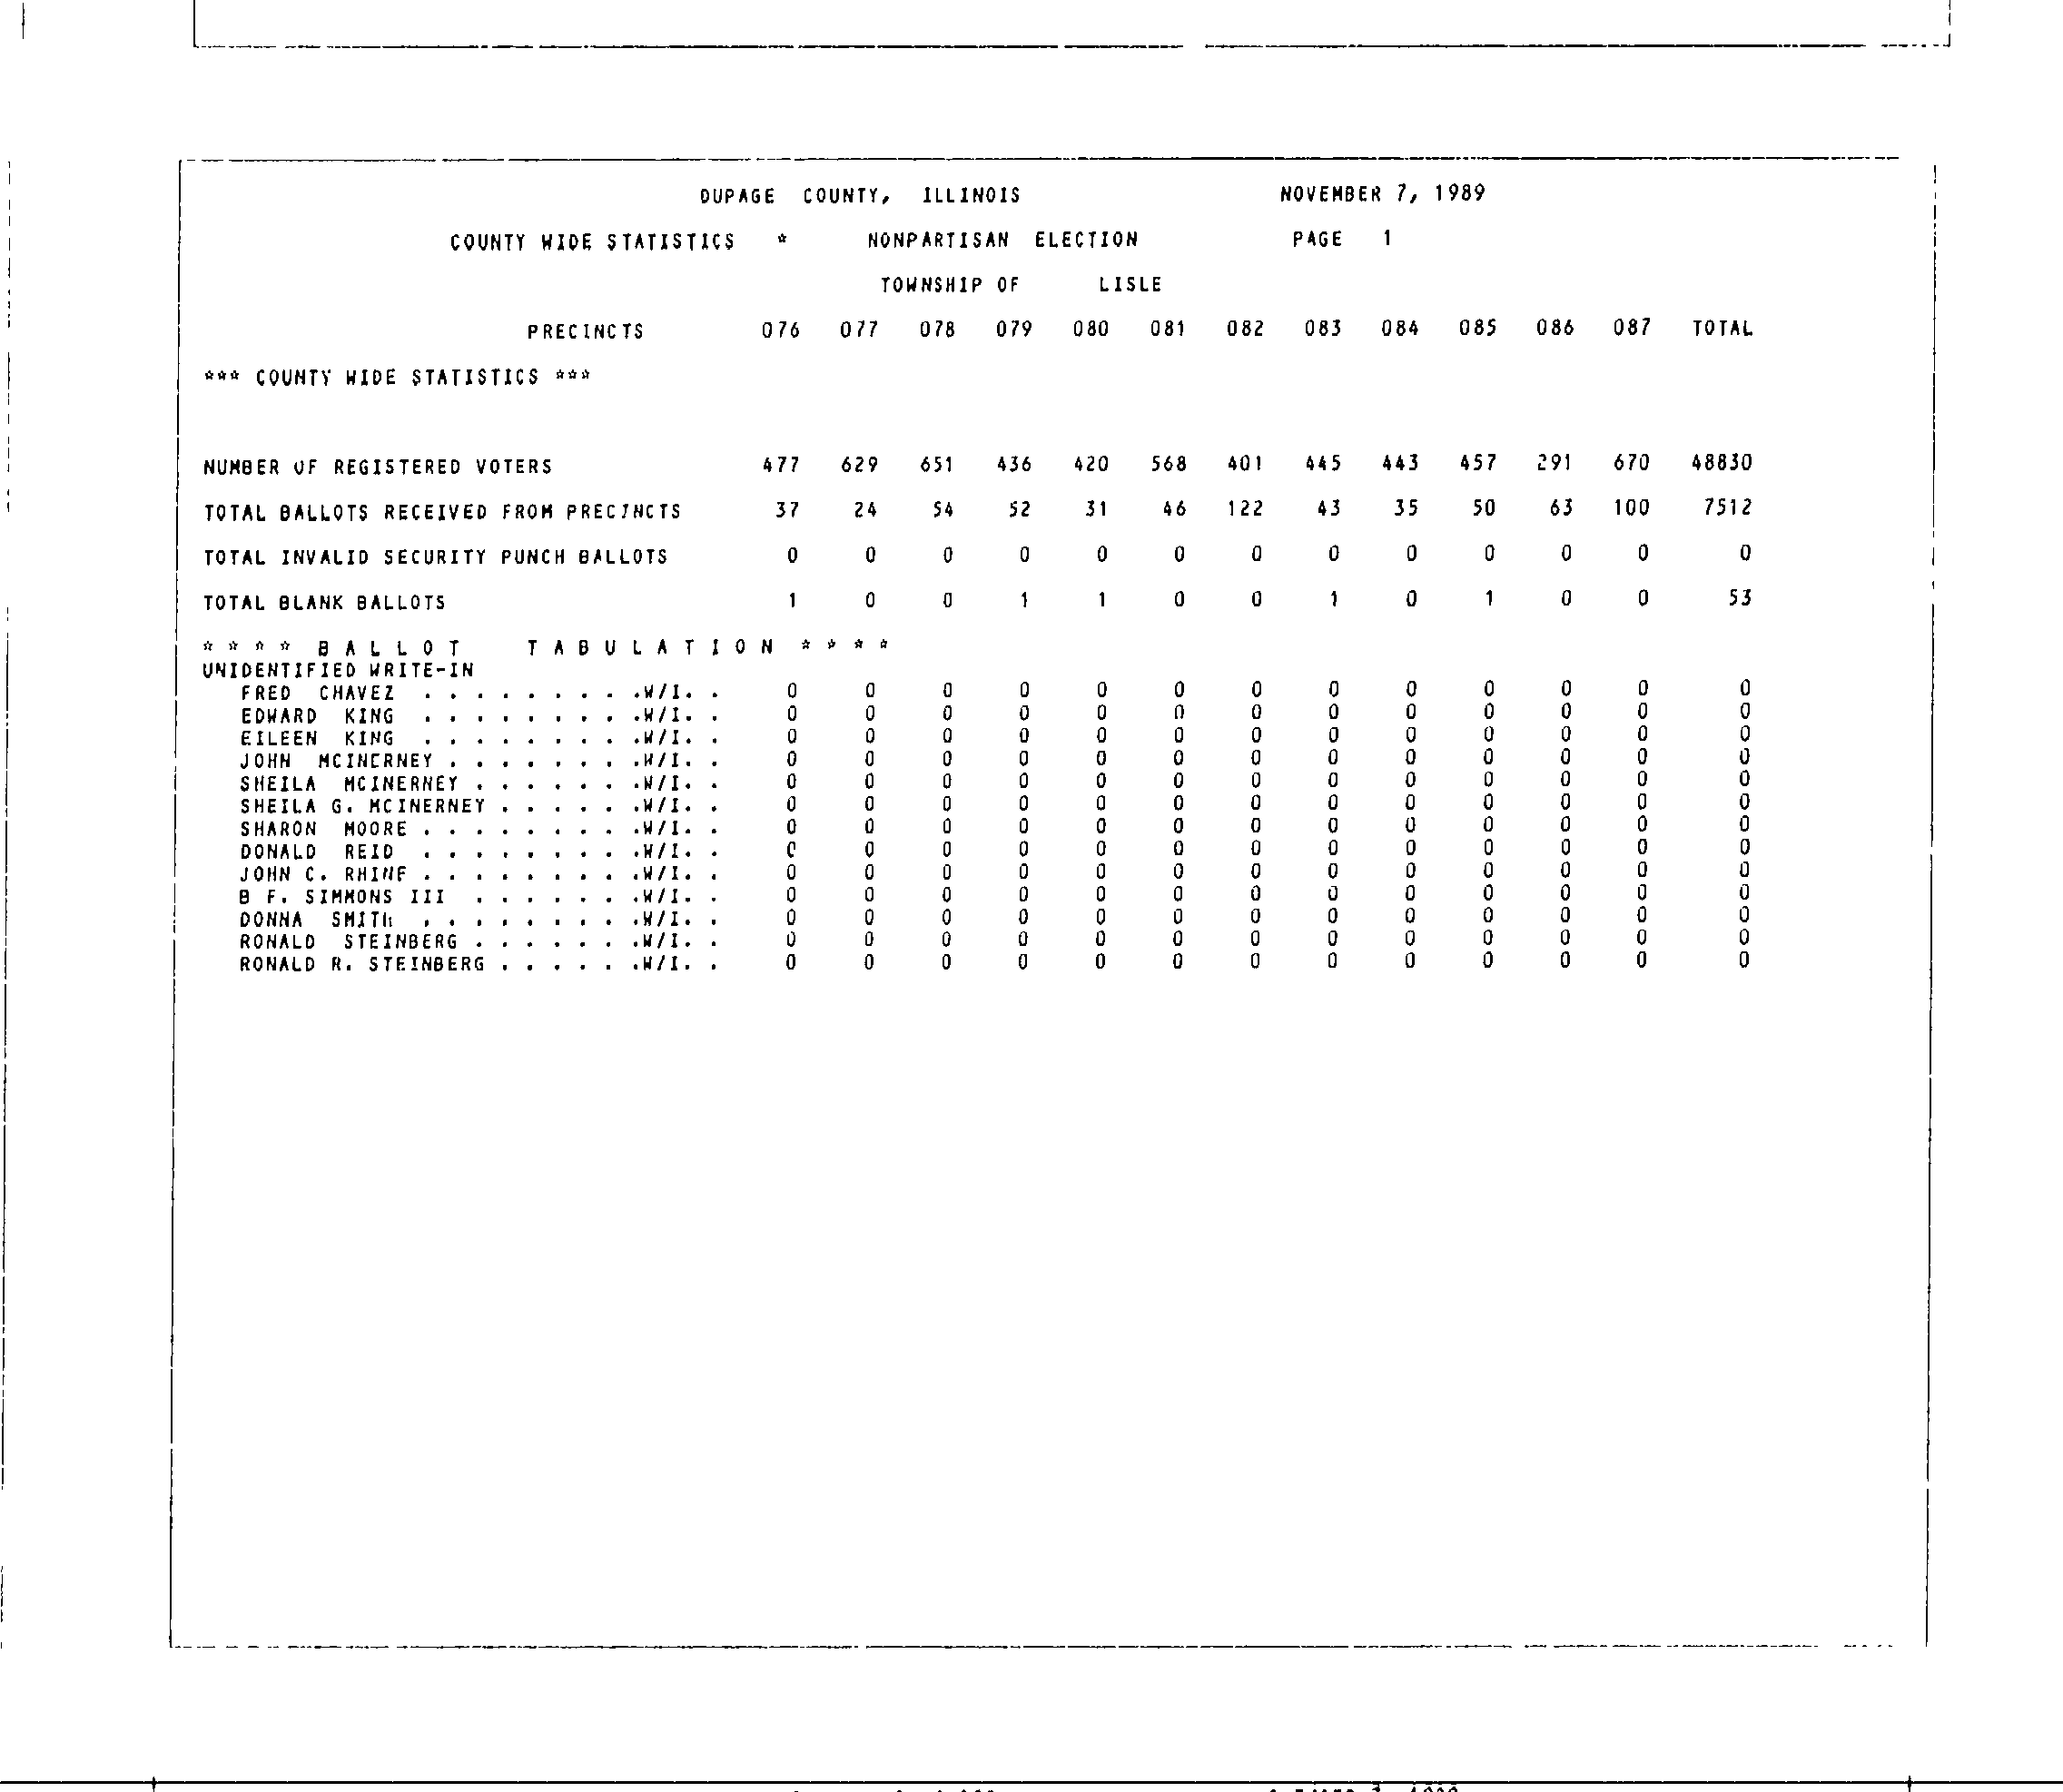 DUPAGE COUNTY, ILLINOIS NOVEMBER 7, 1989
COUNTY WIDE STATISTICS * NONPARTISAN ELECTION PAGE 1
TOWNSHIP OF LISLE
PRECINCTS 076 077 078 079 080 081 082 083 084 085 086 087 TOTAL
*** COUNTY WIDE STATISTICS ***
NUMBER OF REGISTERED VOTERS 477 629 651 436 420 568 401 445 443 457 291 670 48830
TOTAL BALLOTS RECEIVED FROM PRECINCTS 37 24 54 52 31 46 122 43 35 50 63 100 7512
TOTAL INVALID SECURITY PUNCH BALLOTS 0 0 0 0 0 0 0 0 0 0 0 0 0
TOTAL BLANK BALLOTS 1 0 0 1 1 0 0 1 0 1 0 0 53
* * * * B A L L O T T A B U L A T I O N * * * *
UNIDENTIFIED WRITE-IN
FRED CHAVEZ . . . . . . . . .W/I. . 0 0 0 0 0 0 0 0 0 0 0 0 0
EDWARD KING . . . . . . . . .W/I. . 0 0 0 0 0 0 0 0 0 0 0 0 0
EILEEN KING . . . . . . . . .W/I. . 0 0 0 0 0 0 0 0 0 0 0 0 0
JOHN MCINERNEY . . . . . . . .W/I. . 0 0 0 0 0 0 0 0 0 0 0 0 0
SHEILA MCINERNEY . . . . . . .W/I. . 0 0 0 0 0 0 0 0 0 0 0 0 0
SHEILA G. MCINERNEY . . . . . .W/I. . 0 0 0 0 0 0 0 0 0 0 0 0 0
SHARON MOORE . . . . . . . . .W/I. . 0 0 0 0 0 0 0 0 0 0 0 0 0
DONALD REID . . . . . . . . .W/I. . 0 0 0 0 0 0 0 0 0 0 0 0 0
JOHN C. RHINE . . . . . . . . .W/I. . 0 0 0 0 0 0 0 0 0 0 0 0 0
B F. SIMMONS III . . . . . . .W/I. . 0 0 0 0 0 0 0 0 0 0 0 0 0
DONNA SMITH . . . . . . . . .W/I. . 0 0 0 0 0 0 0 0 0 0 0 0 0
RONALD STEINBERG . . . . . . .W/I. . 0 0 0 0 0 0 0 0 0 0 0 0 0
RONALD R. STEINBERG . . . . . .W/I. . 0 0 0 0 0 0 0 0 0 0 0 0 0